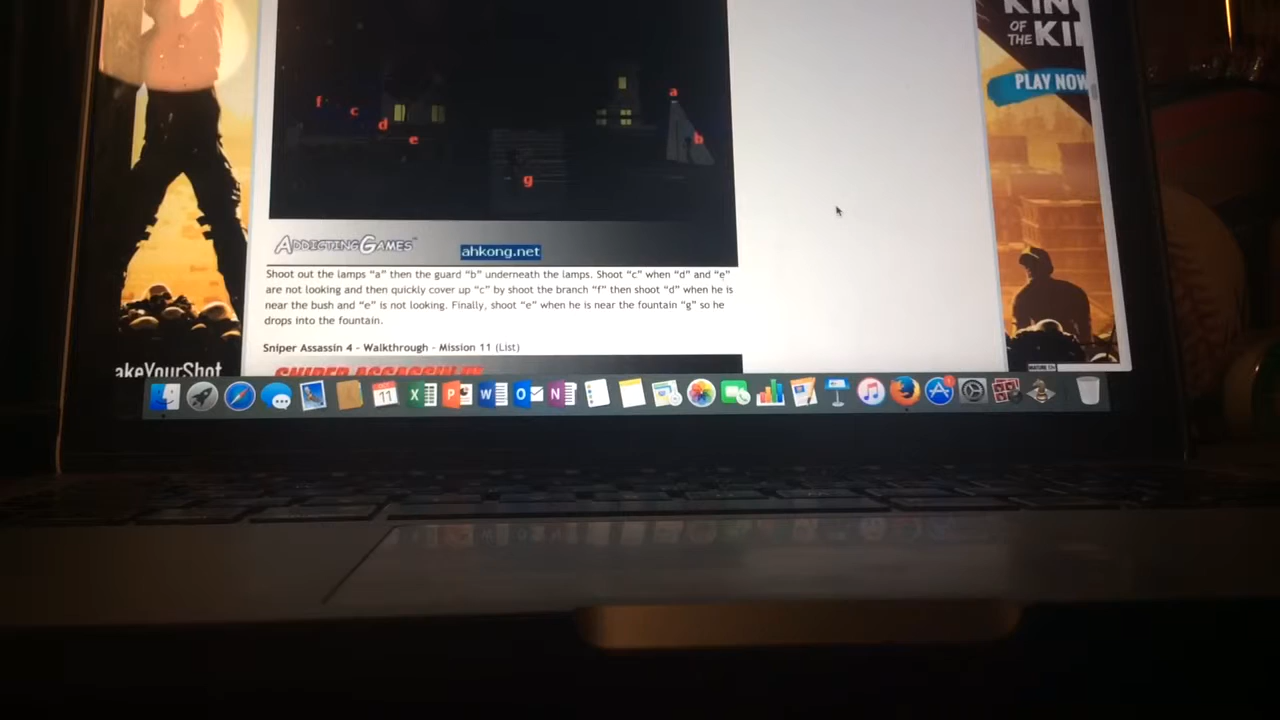 KIN
OF
THE KI
PLAY NOW
a
f
c
d
e
b
g
ADDICTINGGAMES
ahkong.net
Shoot out the lamps “a” then the guard “b” underneath the lamps. Shoot “c” when “d” and “e”
are not looking and then quickly cover up “c” by shoot the branch “f” then shoot “d” when he is
near the bush and “e” is not looking. Finally, shoot “e” when he is near the fountain “g” so he
drops into the fountain.
Sniper Assassin 4 - Walkthrough - Mission 11 (List)
SNIPER ASSASSIN
akeYourShot
11